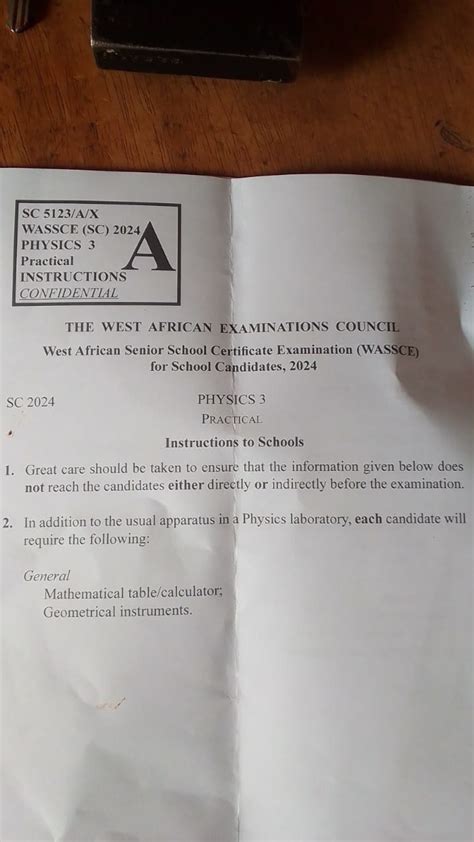 SC 5123/A/X
WASSCE (SC) 2024
PHYSICS 3
Practical
INSTRUCTIONS
CONFIDENTIAL
A
THE WEST AFRICAN EXAMINATIONS COUNCIL
West African Senior School Certificate Examination (WASSCE)
for School Candidates, 2024
SC 2024
PHYSICS 3
PRACTICAL
Instructions to Schools
1. Great care should be taken to ensure that the information given below does
not reach the candidates either directly or indirectly before the examination.
2. In addition to the usual apparatus in a Physics laboratory, each candidate will
require the following:
General
Mathematical table/calculator;
Geometrical instruments.